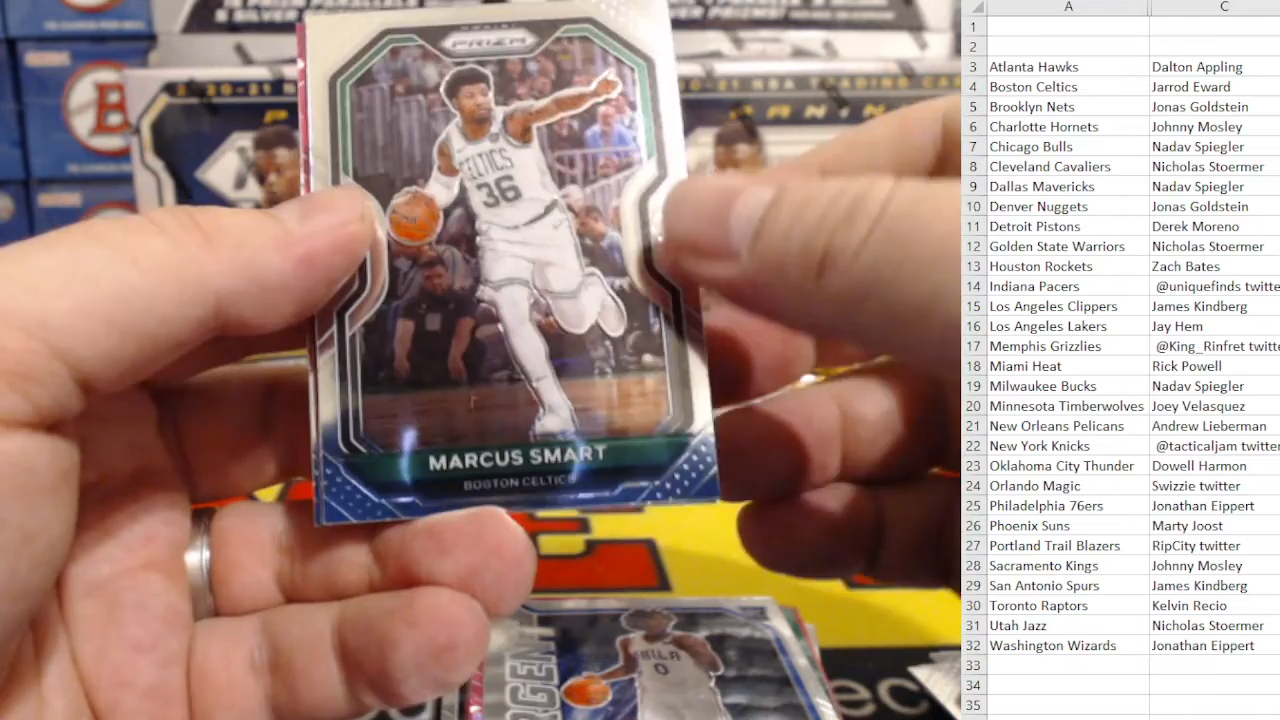 PRIZM
CELTICS
36
MARCUS SMART
BOSTON CELTICS
PHILA
0
A
C
1
2
3 Atlanta Hawks Dalton Appling
4 Boston Celtics Jarrod Eward
5 Brooklyn Nets Jonas Goldstein
6 Charlotte Hornets Johnny Mosley
7 Chicago Bulls Nadav Spiegler
8 Cleveland Cavaliers Nicholas Stoermer
9 Dallas Mavericks Nadav Spiegler
10 Denver Nuggets Jonas Goldstein
11 Detroit Pistons Derek Moreno
12 Golden State Warriors Nicholas Stoermer
13 Houston Rockets Zach Bates
14 Indiana Pacers @uniquefinds twitte
15 Los Angeles Clippers James Kindberg
16 Los Angeles Lakers Jay Hem
17 Memphis Grizzlies @King_Rinfret twitte
18 Miami Heat Rick Powell
19 Milwaukee Bucks Nadav Spiegler
20 Minnesota Timberwolves Joey Velasquez
21 New Orleans Pelicans Andrew Lieberman
22 New York Knicks @tacticaljam twitter
23 Oklahoma City Thunder Dowell Harmon
24 Orlando Magic Swizzie twitter
25 Philadelphia 76ers Jonathan Eippert
26 Phoenix Suns Marty Joost
27 Portland Trail Blazers RipCity twitter
28 Sacramento Kings Johnny Mosley
29 San Antonio Spurs James Kindberg
30 Toronto Raptors Kelvin Recio
31 Utah Jazz Nicholas Stoermer
32 Washington Wizards Jonathan Eippert
33
34
35